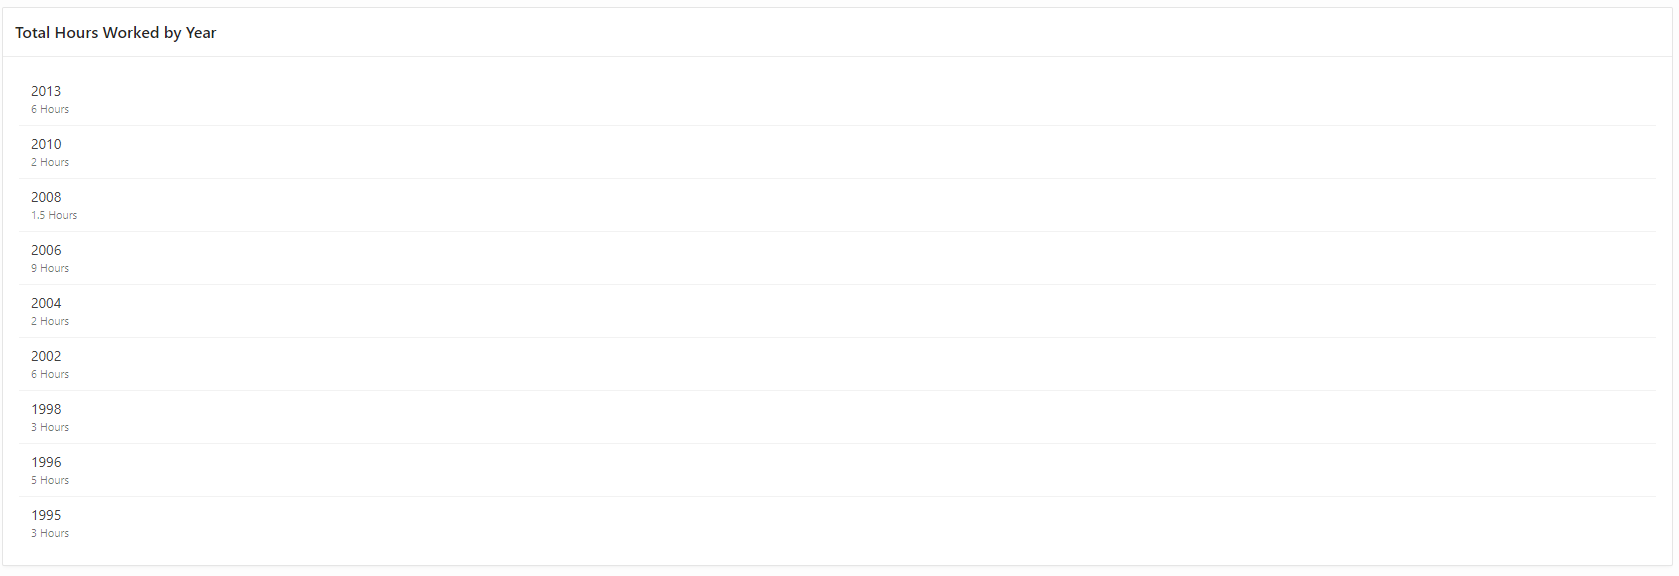 Total Hours Worked by Year
2013
6 Hours
2010
2 Hours
2008
1.5 Hours
2006
9 Hours
2004
2 Hours
2002
6 Hours
1998
3 Hours
1996
5 Hours
1995
3 Hours